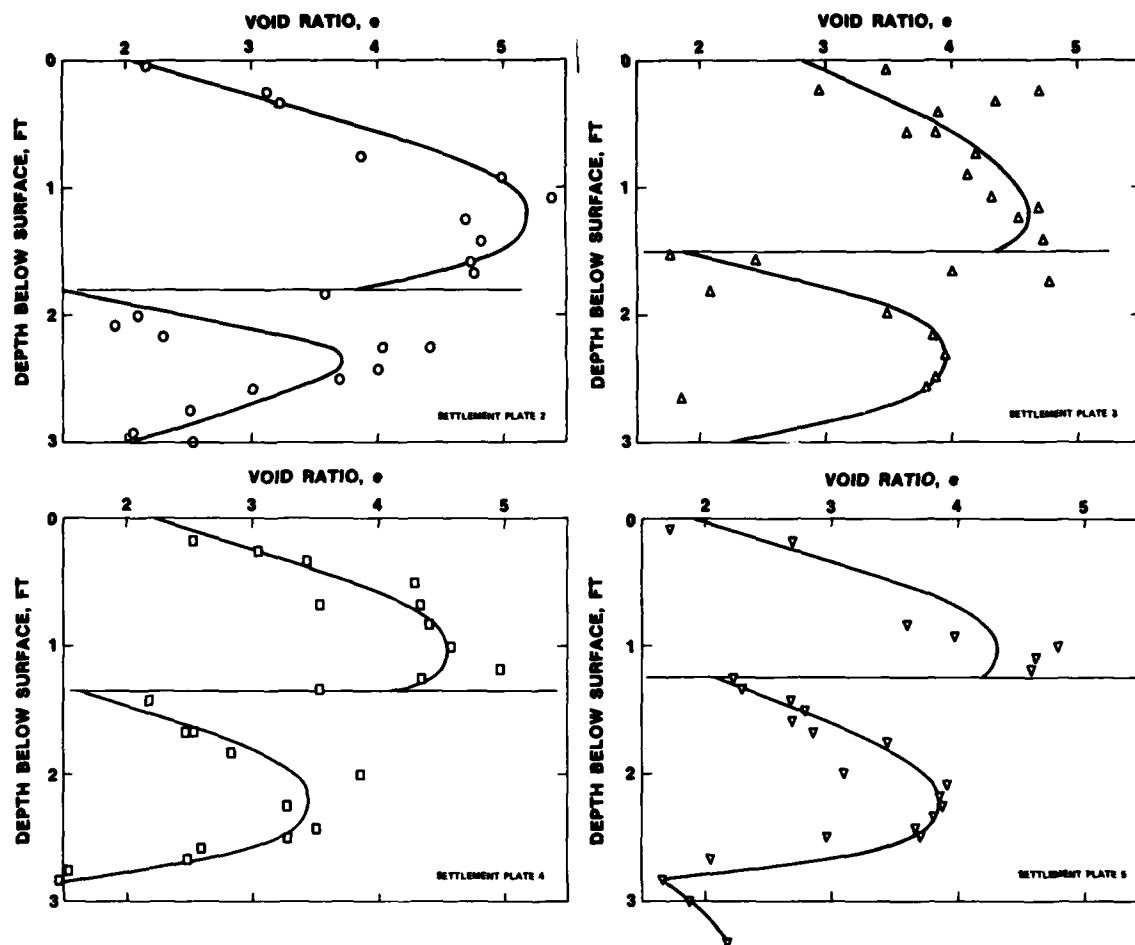 VOID RATIO, e
2 3 4 5
0
1
2
3
DEPTH BELOW SURFACE, FT
SETTLEMENT PLATE 2
VOID RATIO, e
2 3 4 5
0
1
2
3
DEPTH BELOW SURFACE, FT
SETTLEMENT PLATE 3
VOID RATIO, e
2 3 4 5
0
1
2
3
DEPTH BELOW SURFACE, FT
SETTLEMENT PLATE 4
VOID RATIO, e
2 3 4 5
0
1
2
3
DEPTH BELOW SURFACE, FT
SETTLEMENT PLATE 5